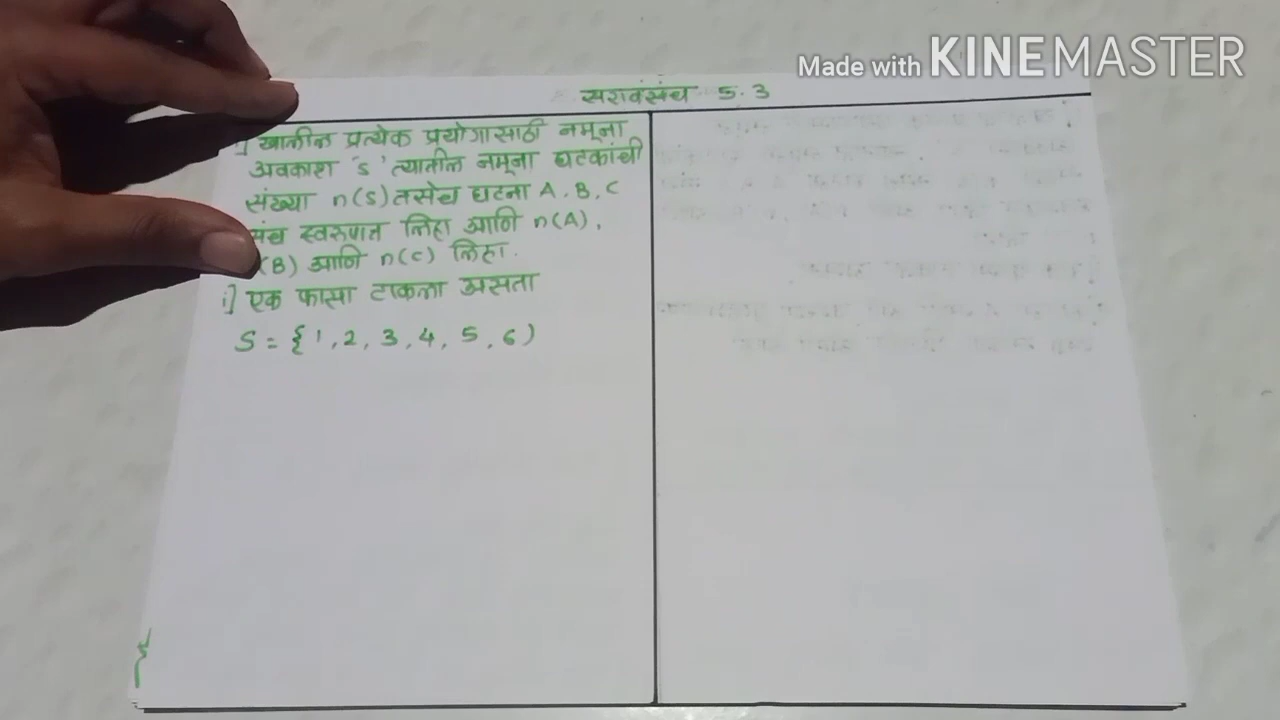 Made with KINEMASTER
सरावसंच 5.3
खालील प्रत्येक प्रयोगासाठी नमूना
अवकाश 'S' त्यातील नमूना घटकांची
संख्या n(S) तसेच घटना A, B, C
संच स्वरुपात लिहा आणि n(A),
(B) आणि n(C) लिहा.
i] एक फासा टाकला असता
S = {1, 2, 3, 4, 5, 6)
{